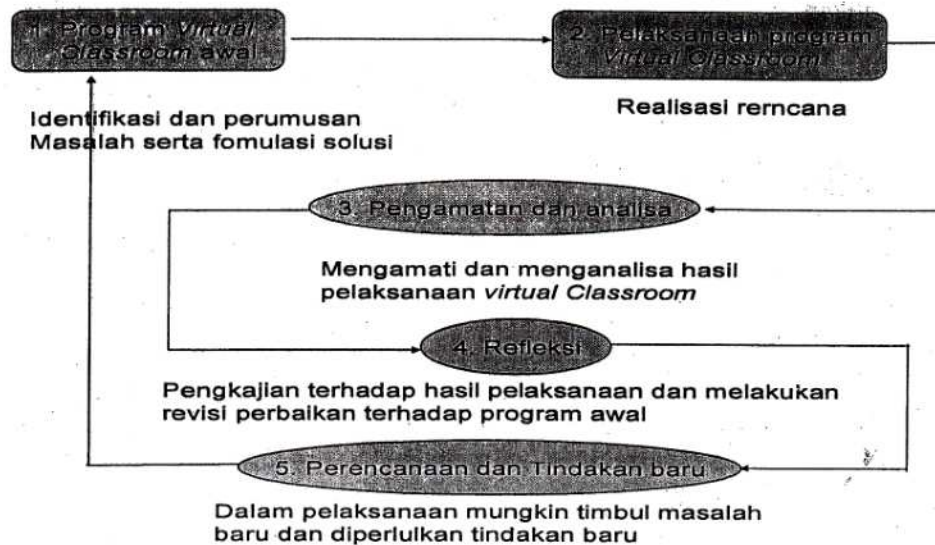 1. Program Virtual
Classroom awal
2. Pelaksanaan program
Virtual Classroom
Identifikasi dan perumusan
Masalah serta fomulasi solusi
Realisasi rerncana
3. Pengamatan dan analisa
Mengamati dan menganalisa hasil
pelaksanaan virtual Classroom
4. Refleksi
Pengkajian terhadap hasil pelaksanaan dan melakukan
revisi perbaikan terhadap program awal
5. Perencanaan dan Tindakan baru
Dalam pelaksanaan mungkin timbul masalah
baru dan diperlulkan tindakan baru